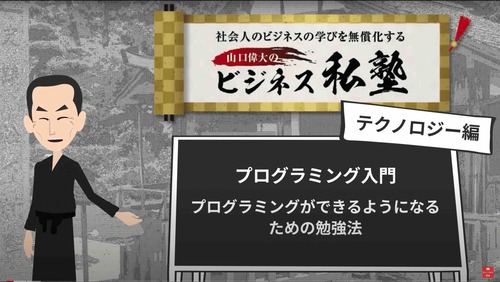 社会人のビジネスの学びを無償化する
山口偉大の
ビジネス私塾
テクノロジー編
プログラミング入門
プログラミングができるようになる
ための勉強法